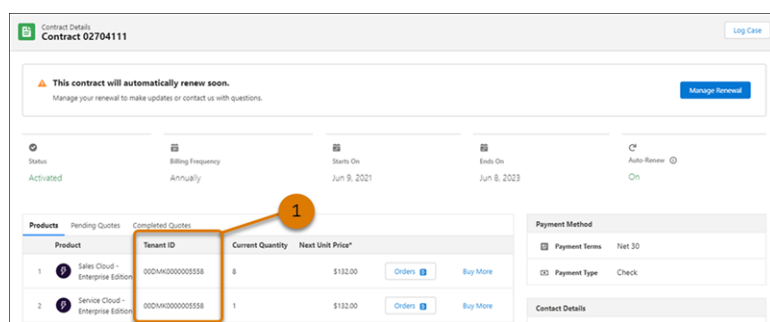 Contract Details
Contract 02704111
Log Case
This contract will automatically renew soon.
Manage your renewal to make updates or contact us with questions.
Manage Renewal
Status
Billing Frequency
Starts On
Ends On
Auto-Renew
Activated
Annually
Jun 9, 2021
Jun 8, 2023
On
1
Products Pending Quotes Completed Quotes
Product Tenant ID Current Quantity Next Unit Price*
1 Sales Cloud -
Enterprise Edition 00DMK0000005558 8 $132.00 Orders Buy More
2 Service Cloud -
Enterprise Edition 00DMK0000005558 1 $132.00 Orders Buy More
Payment Method
Payment Terms Net 30
Payment Type Check
Contact Details